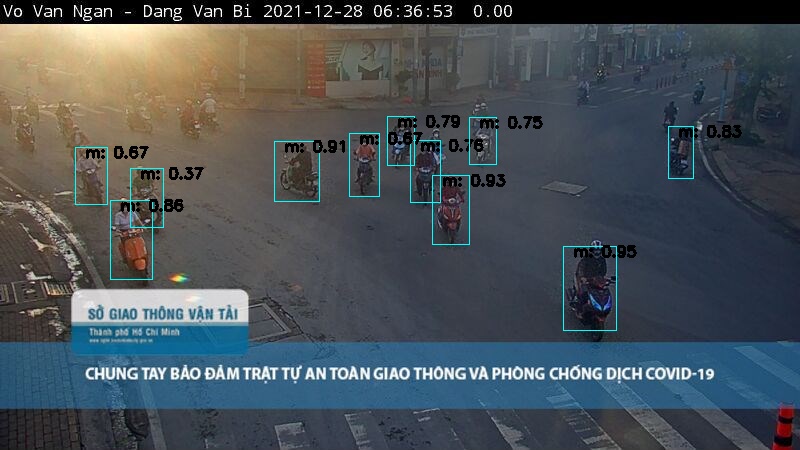 Vo Van Ngan - Dang Van Bi 2021-12-28 06:36:53 0.00
m: 0.79
m: 0.75
m: 0.83
m: 0.67
m: 0.91
m: 0.67
m: 0.76
m: 0.37
m: 0.93
m: 0.86
m: 0.95
SỞ GIAO THÔNG VẬN TẢI
Thành phố Hồ Chí Minh
CHUNG TAY BẢO ĐẢM TRẬT TỰ AN TOÀN GIAO THÔNG VÀ PHÒNG CHỐNG DỊCH COVID-19